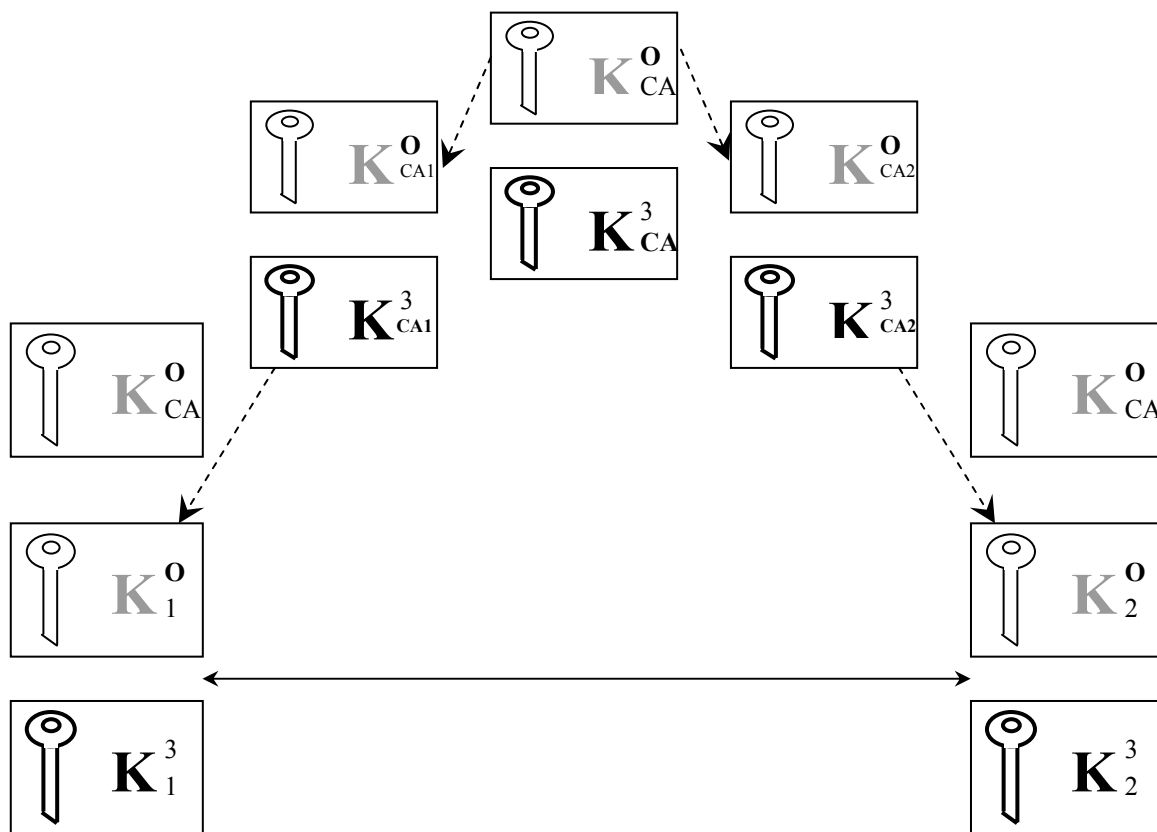 K O CA
K O CA1
K O CA2
K 3 CA
K 3 CA1
K 3 CA2
K O CA
K O CA
K O 1
K O 2
K 3 1
K 3 2